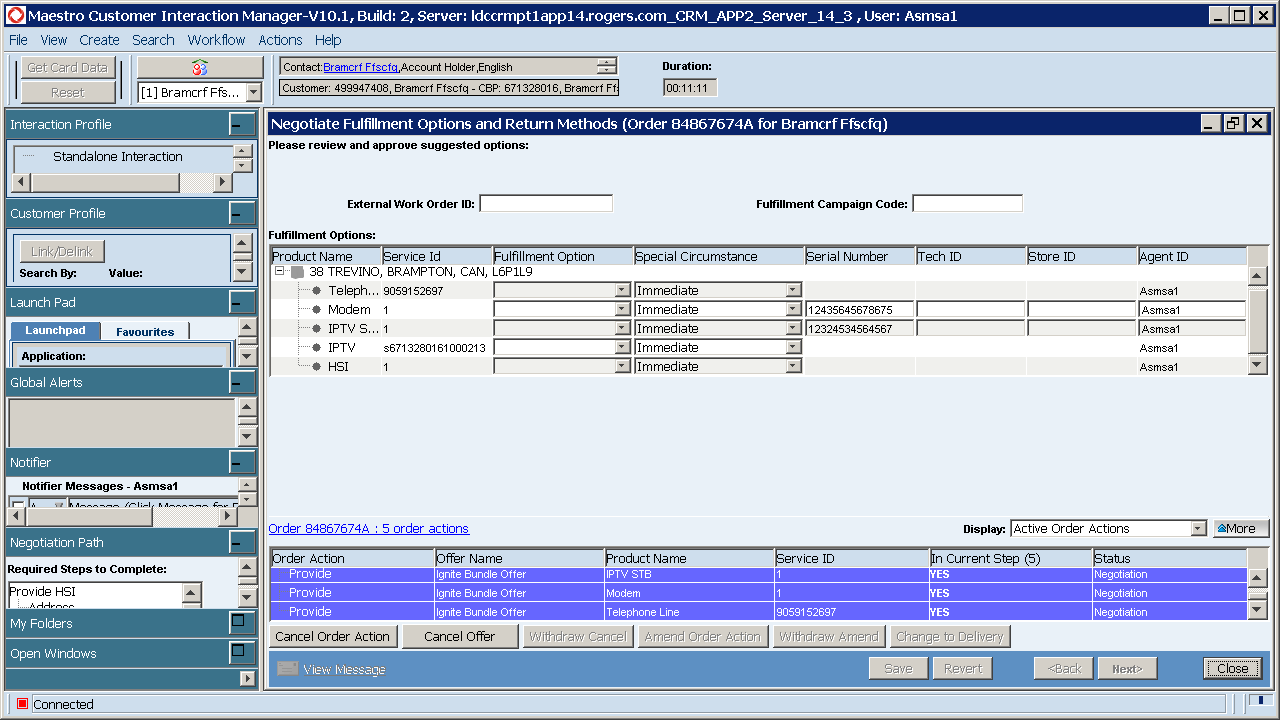 Maestro Customer Interaction Manager-V10.1, Build: 2, Server: ldccrmpt1app14.rogers.com_CRM_APP2_Server_14_3 , User: Asmsa1
File View Create Search Workflow Actions Help
Get Card Data
Reset
[1] Bramcrf Ffs...
Contact:Bramcrf Ffscfq,Account Holder,English
Customer: 499947408, Bramcrf Ffscfq - CBP: 671328016, Bramcrf Ff
Duration:
00:11:11
Interaction Profile
Standalone Interaction
Customer Profile
Link/Delink
Search By: Value:
Launch Pad
Launchpad Favourites
Application:
Global Alerts
Notifier
Notifier Messages - Asmsa1
Negotiation Path
Required Steps to Complete:
Provide HSI
Address
My Folders
Open Windows
Negotiate Fulfillment Options and Return Methods (Order 84867674A for Bramcrf Ffscfq)
Please review and approve suggested options:
External Work Order ID: Fulfillment Campaign Code:
Fulfillment Options:
Product Name Service Id Fulfillment Option Special Circumstance Serial Number Tech ID Store ID Agent ID
38 TREVINO, BRAMPTON, CAN, L6P1L9
Teleph... 9059152697 Immediate Asmsa1
Modem 1 Immediate 12435645678675 Asmsa1
IPTV S... 1 Immediate 12324534564567 Asmsa1
IPTV s6713280161000213 Immediate Asmsa1
HSI 1 Immediate Asmsa1
Order 84867674A : 5 order actions
Display: Active Order Actions More
Order Action Offer Name Product Name Service ID In Current Step (5) Status
Provide Ignite Bundle Offer IPTV STB 1 YES Negotiation
Provide Ignite Bundle Offer Modem 1 YES Negotiation
Provide Ignite Bundle Offer Telephone Line 9059152697 YES Negotiation
Cancel Order Action Cancel Offer Withdraw Cancel Amend Order Action Withdraw Amend Change to Delivery
View Message Save Revert <Back Next> Close
Connected